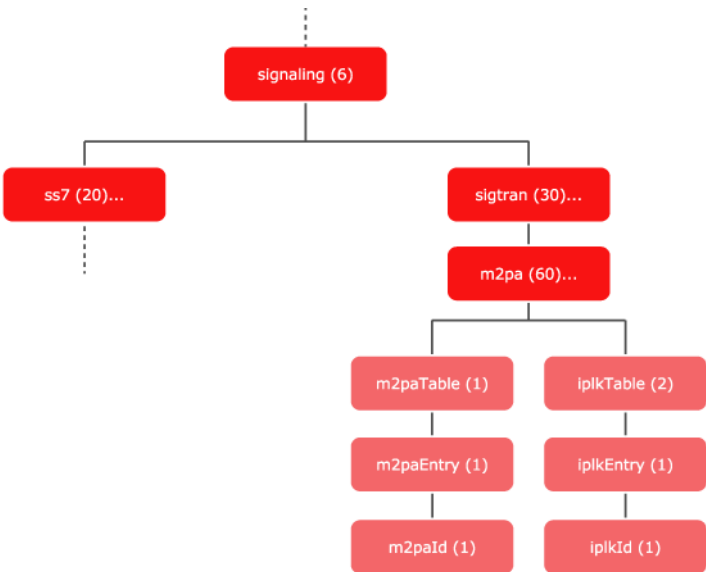 signaling (6)
ss7 (20)...
sigtran (30)...
m2pa (60)...
m2paTable (1)
iplkTable (2)
m2paEntry (1)
iplkEntry (1)
m2paId (1)
iplkId (1)